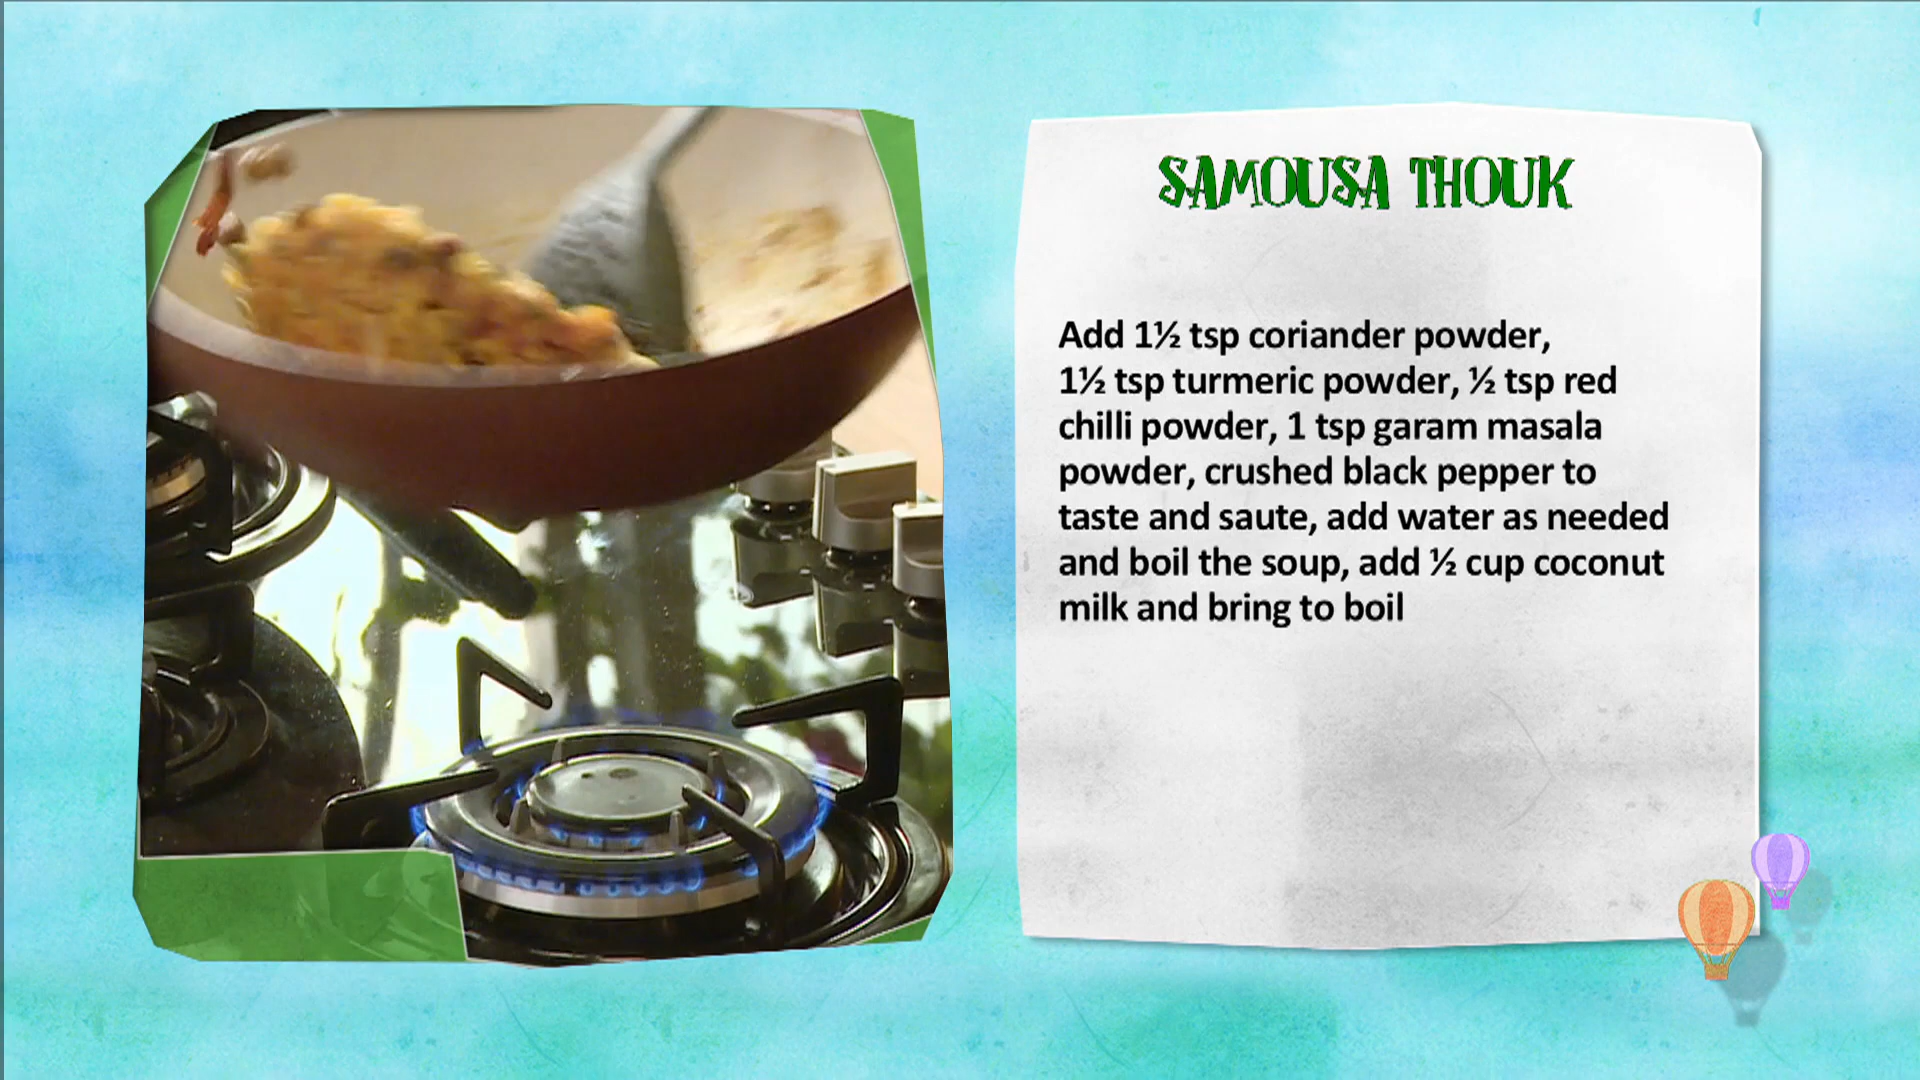 SAMOUSA THOUK
Add 1½ tsp coriander powder,
1½ tsp turmeric powder, ½ tsp red
chilli powder, 1 tsp garam masala
powder, crushed black pepper to
taste and saute, add water as needed
and boil the soup, add ½ cup coconut
milk and bring to boil